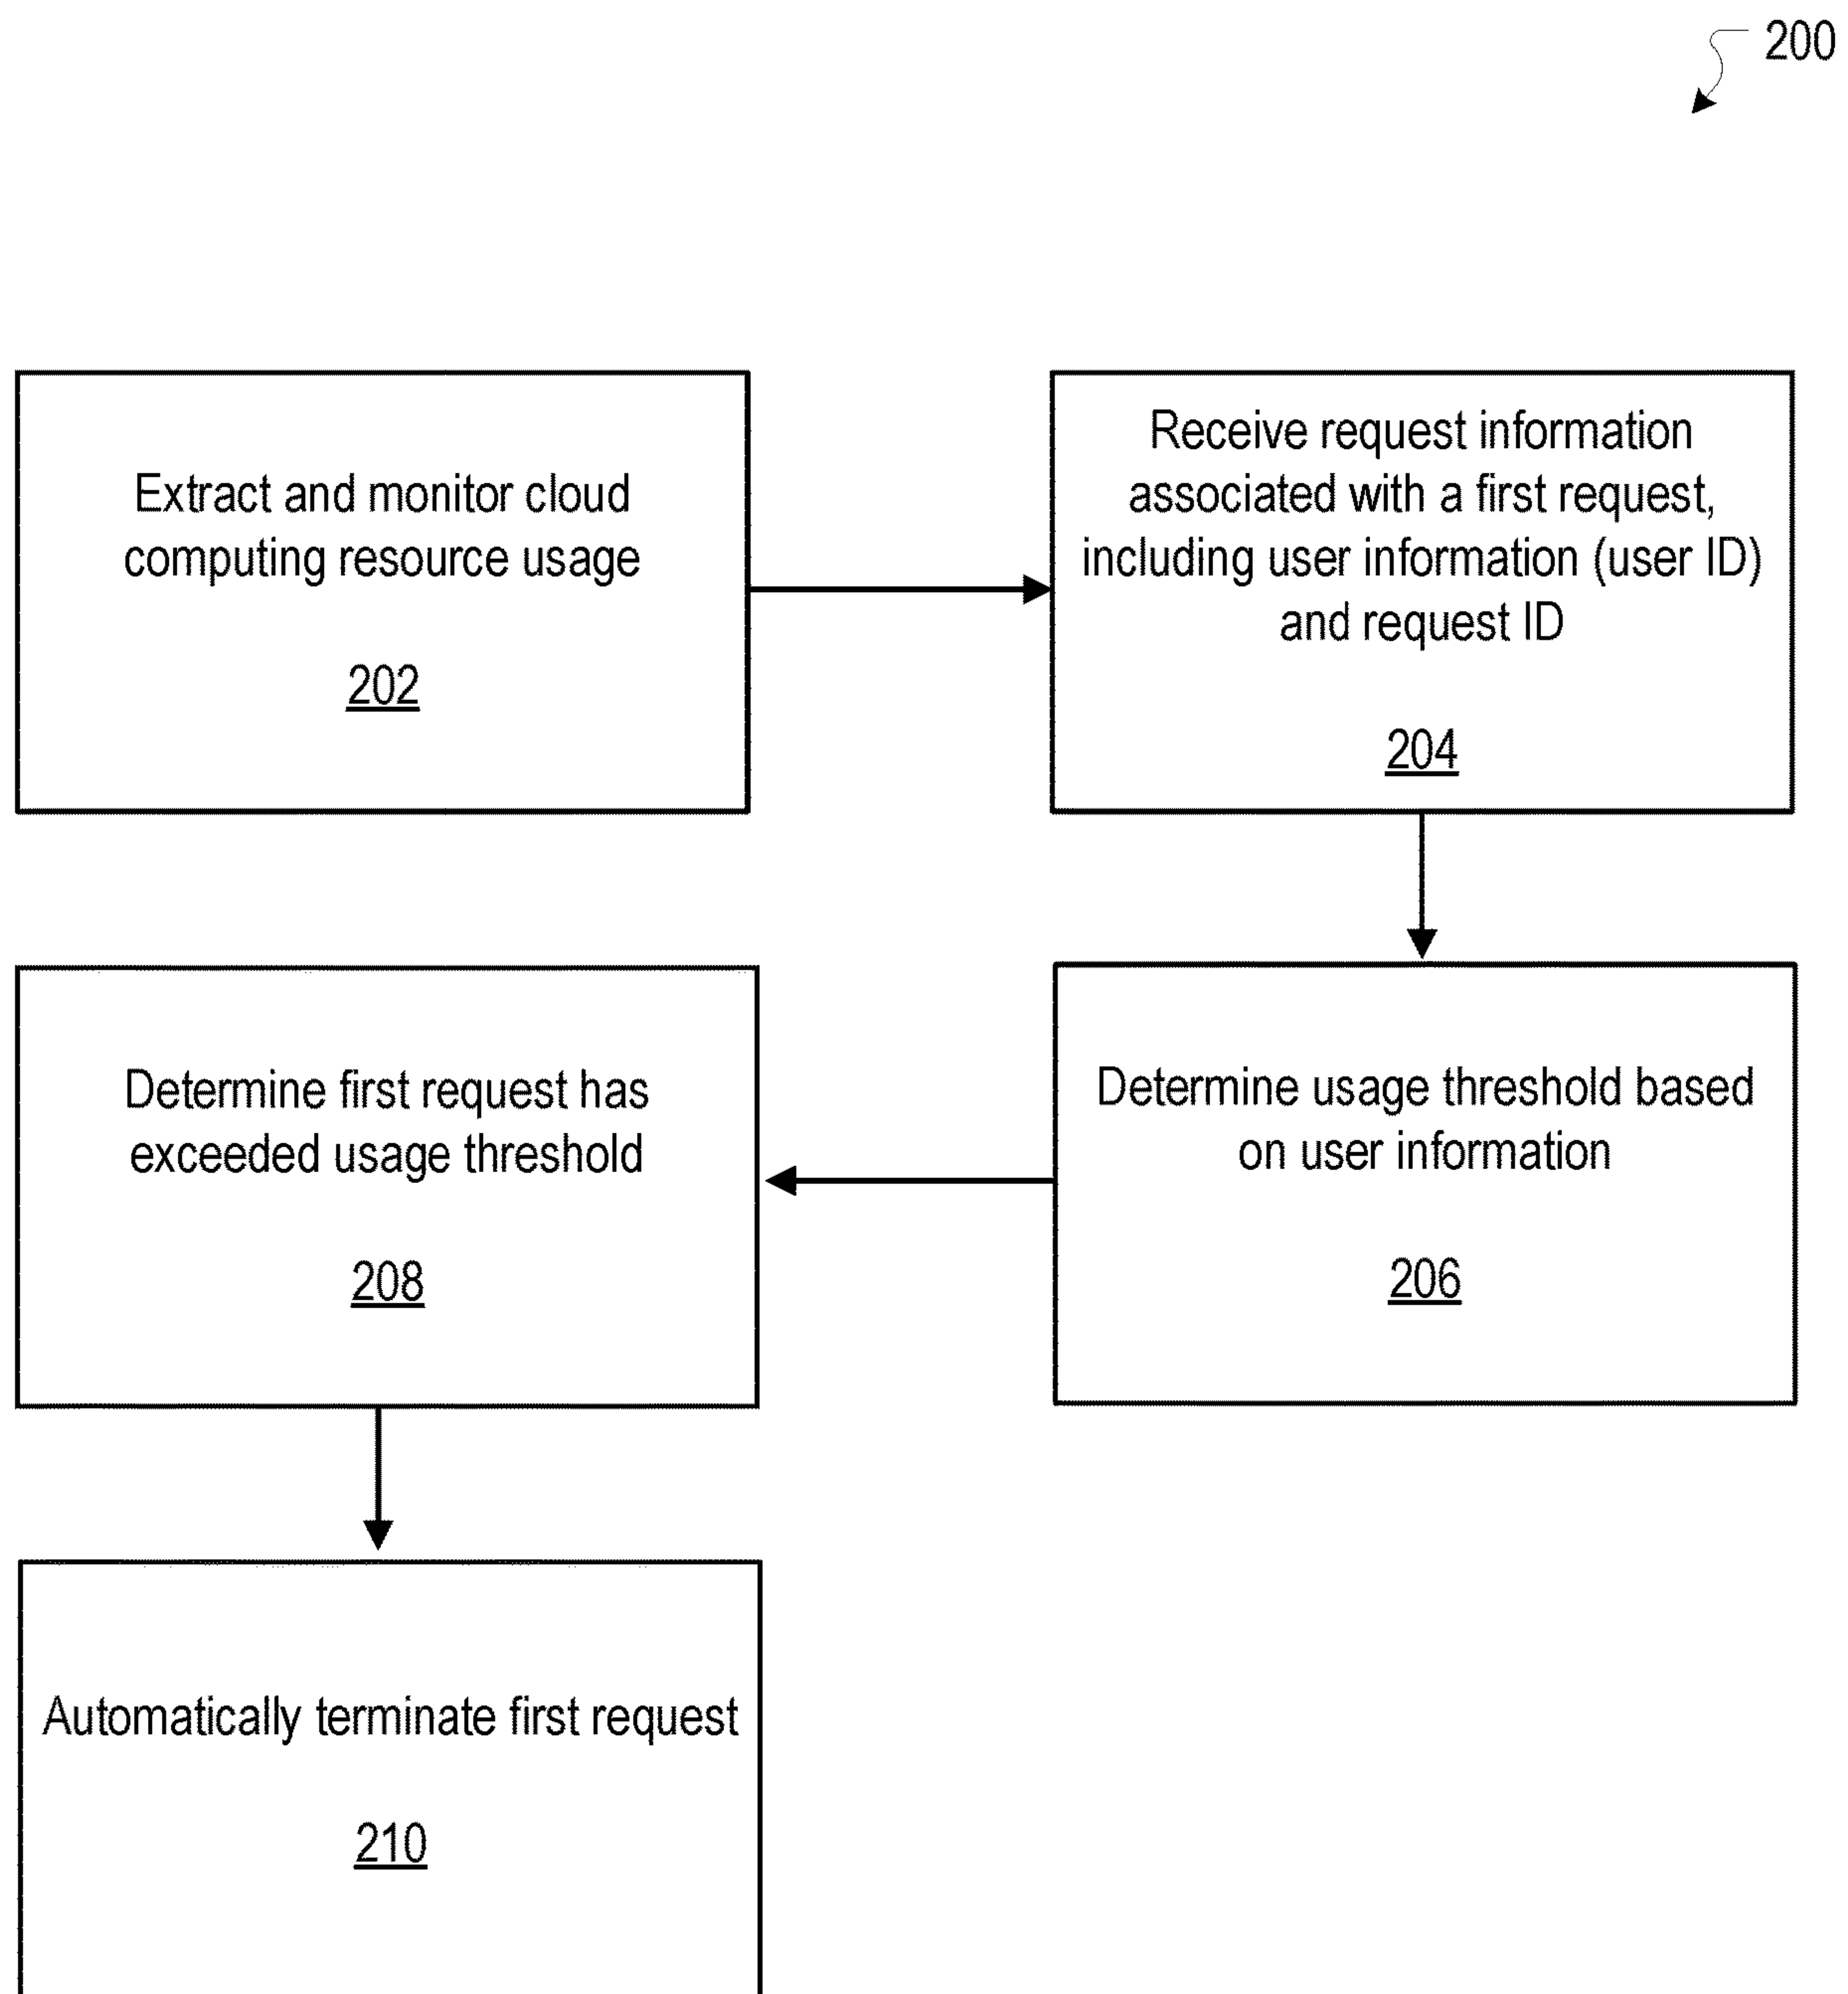 200
Extract and monitor cloud
computing resource usage
202
Receive request information
associated with a first request,
including user information (user ID)
and request ID
204
Determine usage threshold based
on user information
206
Determine first request has
exceeded usage threshold
208
Automatically terminate first request
210